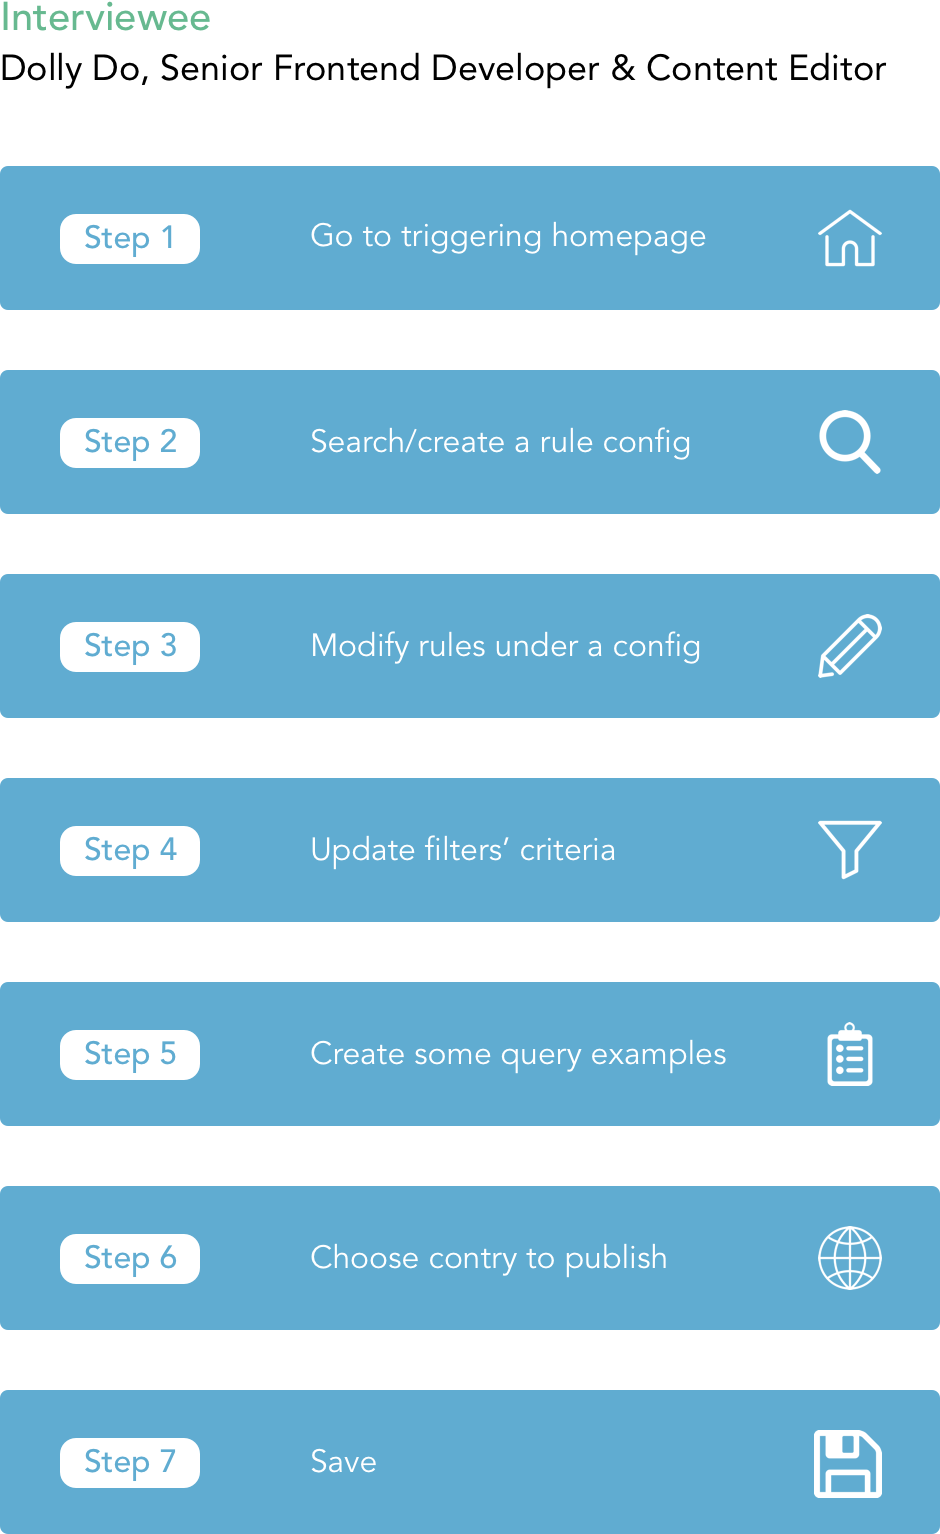 Interviewee
Dolly Do, Senior Frontend Developer & Content Editor
Step 1 Go to triggering homepage
Step 2 Search/create a rule config
Step 3 Modify rules under a config
Step 4 Update filters’ criteria
Step 5 Create some query examples
Step 6 Choose contry to publish
Step 7 Save